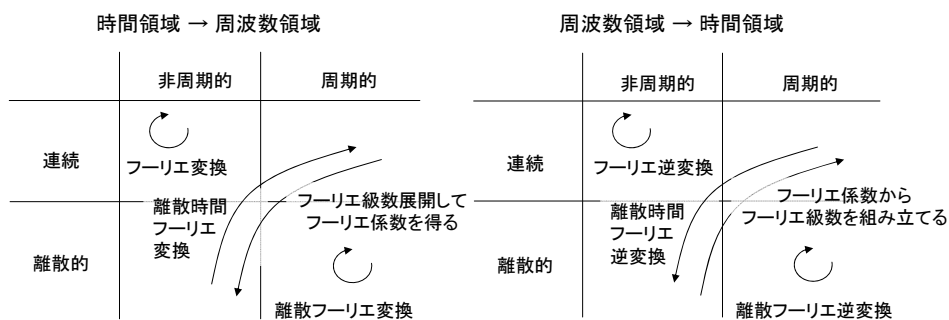 時間領域 → 周波数領域
非周期的
周期的
連続
フーリエ変換
離散時間
フーリエ
変換
フーリエ級数展開して
フーリエ係数を得る
離散的
離散フーリエ変換
周波数領域 → 時間領域
非周期的
周期的
連続
フーリエ逆変換
離散時間
フーリエ
逆変換
フーリエ係数から
フーリエ級数を組み立てる
離散的
離散フーリエ逆変換